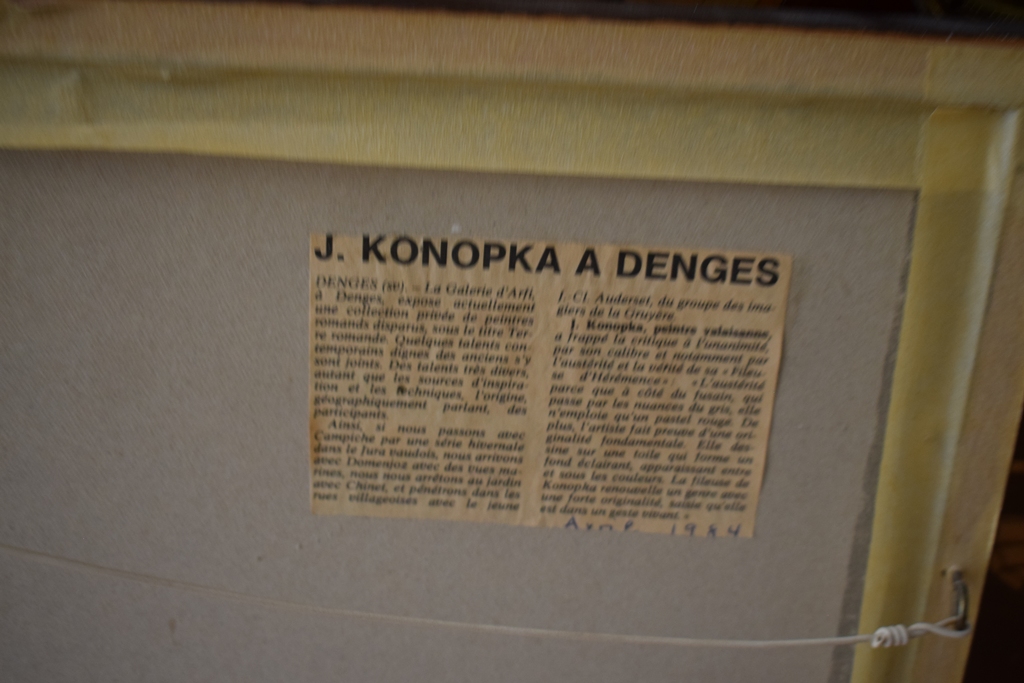 J. KONOPKA A DENGES
DENGES (sv). – La Galerie d'Arfi,
à Denges, expose actuellement
une collection privée de peintres
romands disparus, sous le titre Ter-
re romande. Quelques talents con-
temporains dignes des anciens s'y
sont joints. Des talents très divers,
autant que les sources d'inspira-
tion et les techniques, l'origine,
géographiquement parlant, des
participants.
Ainsi, si nous passons avec
Campiche par une série hivernale
dans le Jura vaudois, nous arrivons
avec Domenjoz avec des vues ma-
rines, nous nous arrêtons au jardin
avec Chinet, et pénétrons dans les
rues villageoises avec le jeune
J.-Cl. Auderset, du groupe des ima-
giers de la Gruyère.
J. Konopka, peintre valaisanne,
a frappé la critique à l'unanimité,
par son calibre et notamment par
l'austérité et la vérité de sa «Fileu-
se d'Hérémence»: «L'austérité
parce que à côté du fusain, qui
passe par les nuances du gris, elle
n'emploie qu'un pastel rouge. De
plus, l'artiste fait preuve d'une ori-
ginalité fondamentale. Elle des-
sine sur une toile qui forme un
fond éclairant, apparaissant entre
et sous les couleurs. La fileuse de
Konopka renouvelle un genre avec
une forte originalité, saisie qu'elle
est dans un geste vivant.»
1984